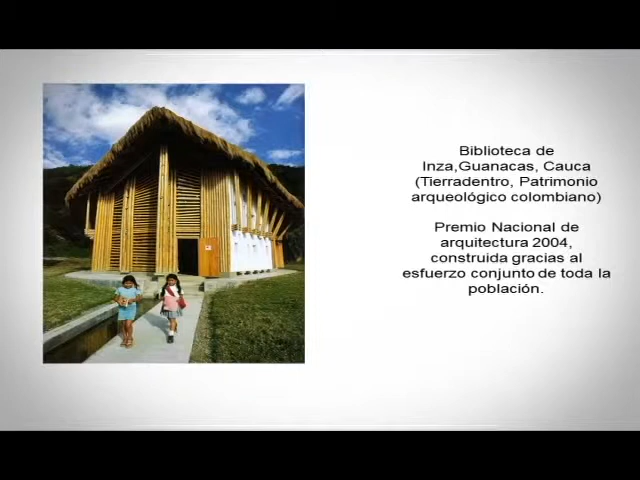 Biblioteca de
Inza,Guanacas, Cauca
(Tierradentro, Patrimonio
arqueológico colombiano)
Premio Nacional de
arquitectura 2004,
construida gracias al
esfuerzo conjunto de toda la
población.